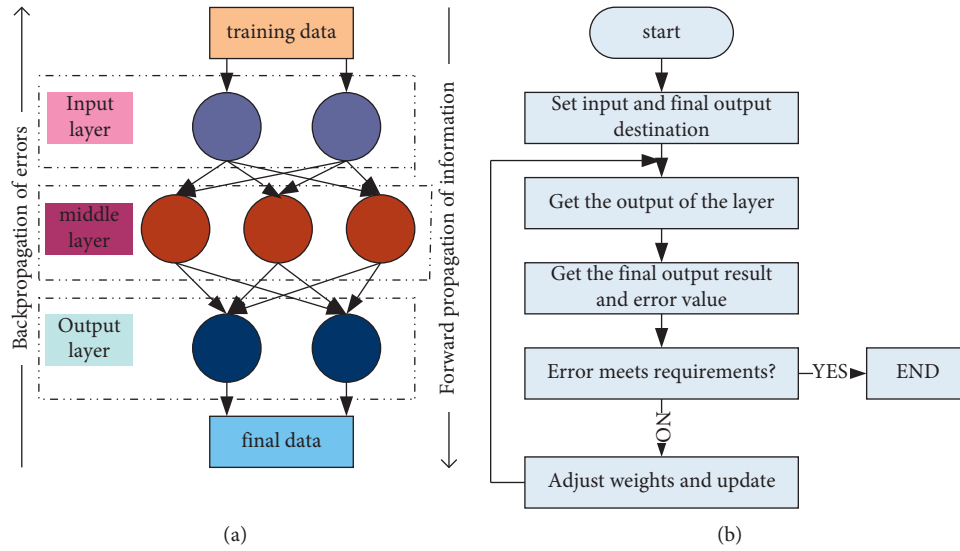 training data
Input
layer
middle
layer
Output
layer
final data
Backpropagation of errors
Forward propagation of information
(a)
start
Set input and final output
destination
Get the output of the layer
Get the final output result
and error value
Error meets requirements?
YES
END
NO
Adjust weights and update
(b)